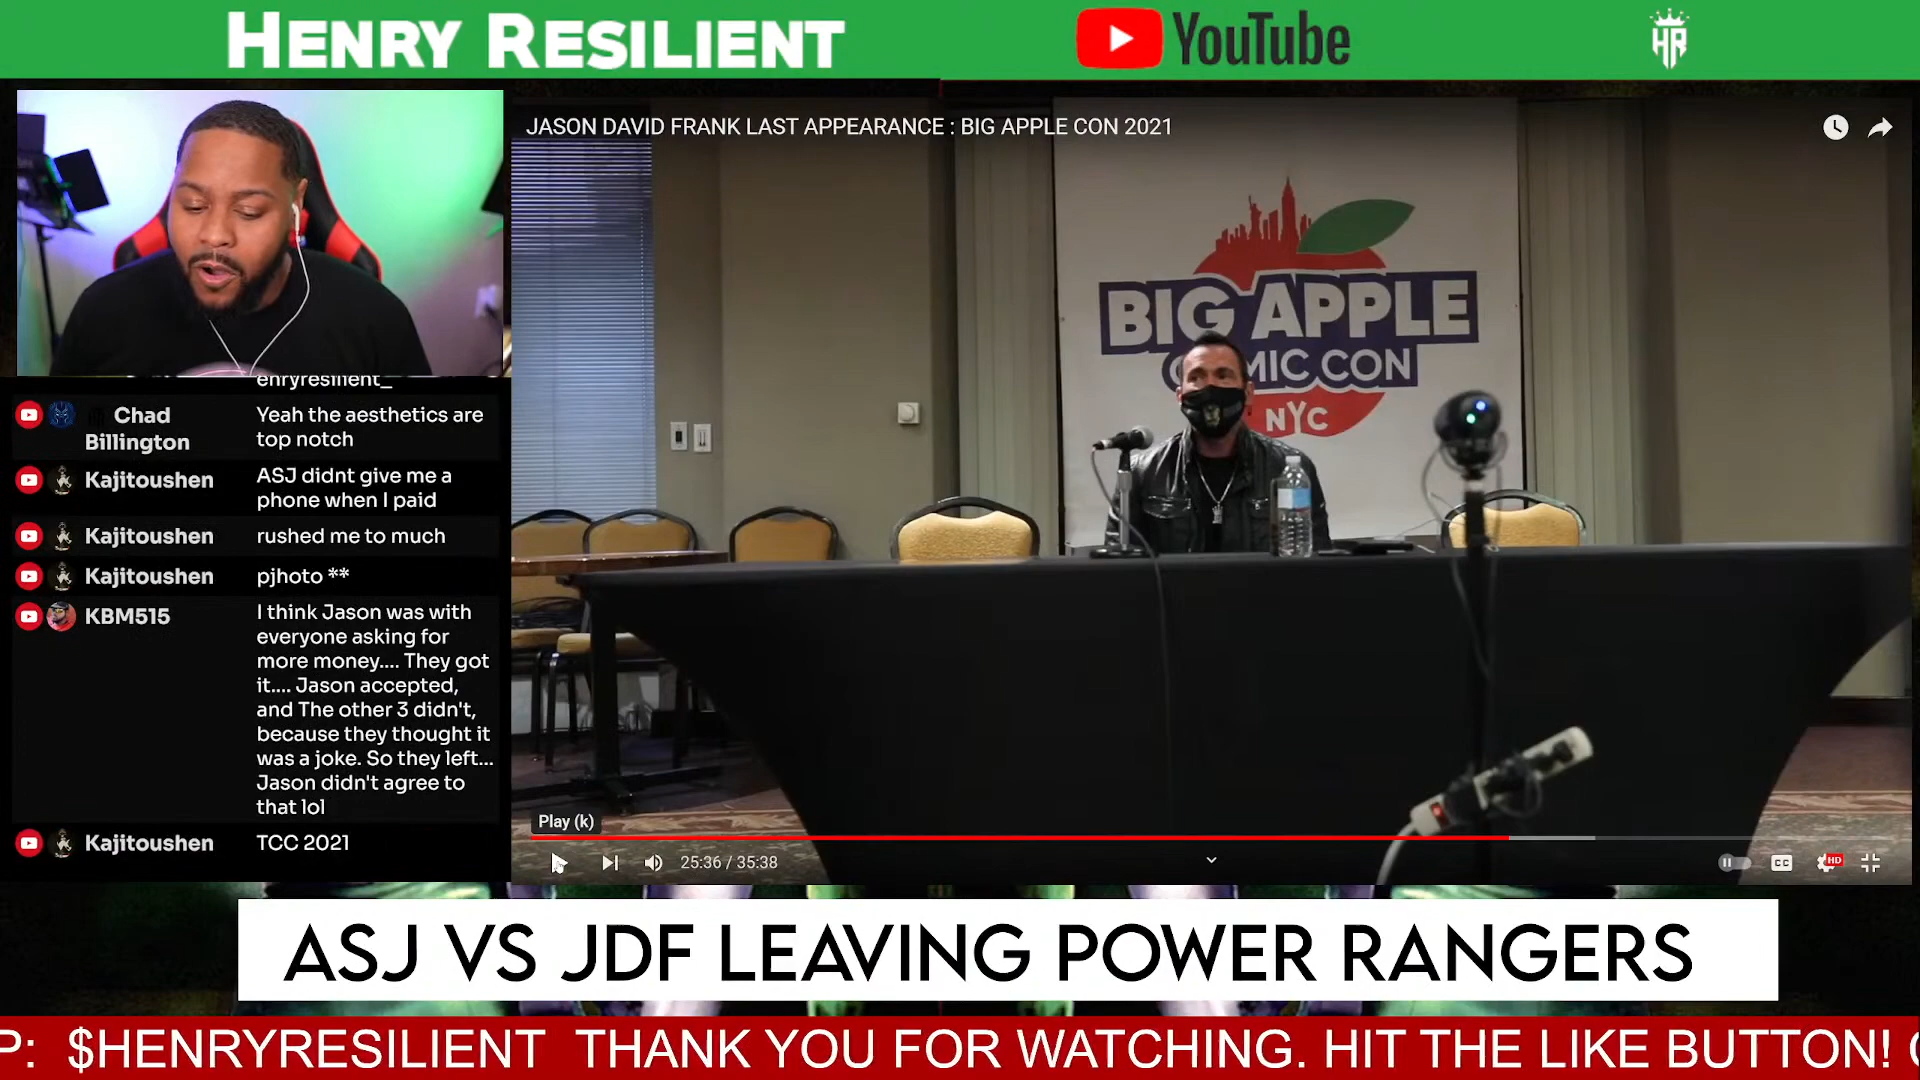 HENRY RESILIENT
YouTube
HR
JASON DAVID FRANK LAST APPEARANCE : BIG APPLE CON 2021
BIG APPLE
COMIC CON
NYC
enryresilient_
Chad Billington
Yeah the aesthetics are
top notch
Kajitoushen
ASJ didnt give me a
phone when I paid
Kajitoushen
rushed me to much
Kajitoushen
pjhoto **
KBM515
I think Jason was with
everyone asking for
more money.... They got
it.... Jason accepted,
and The other 3 didn't,
because they thought it
was a joke. So they left...
Jason didn't agree to
that lol
Kajitoushen
TCC 2021
Play (k)
25:36 / 35:38
CC
HD
ASJ VS JDF LEAVING POWER RANGERS
P: $HENRYRESILIENT THANK YOU FOR WATCHING. HIT THE LIKE BUTTON!